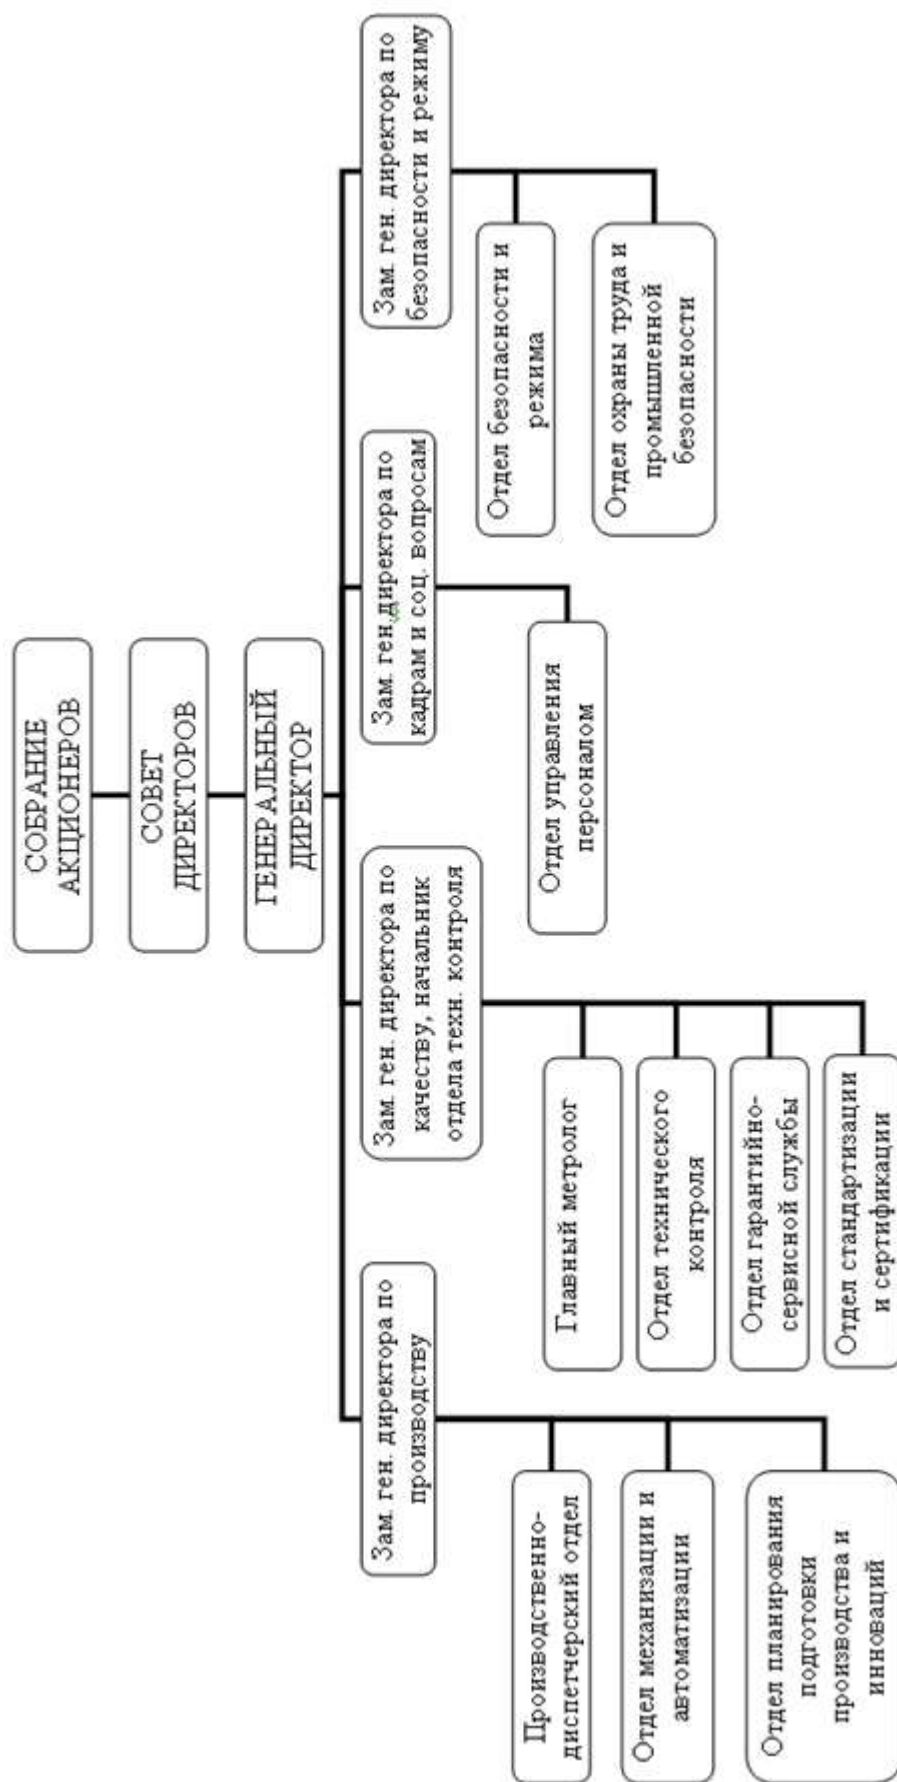 СОБРАНИЕ
АКЦИОНЕРОВ
СОВЕТ
ДИРЕКТОРОВ
ГЕНЕРАЛЬНЫЙ
ДИРЕКТОР
Зам. ген. директора по
производству
Производственно-
диспетчерский отдел
Отдел механизации и
автоматизации
Отдел планирования
подготовки
производства и
инноваций
Зам. ген. директора по
качеству, начальник
отдела техн. контроля
Главный метролог
Отдел технического
контроля
Отдел гарантийно-
сервисной службы
Отдел стандартизации
и сертификации
Зам. ген.директора по
кадрам и соц. вопросам
Отдел управления
персоналом
Зам. ген. директора по
безопасности и режиму
Отдел безопасности и
режима
Отдел охраны труда и
промышленной
безопасности